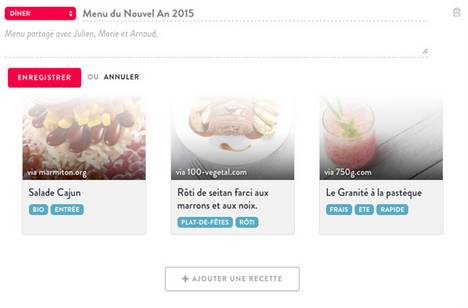 DÎNER Menu du Nouvel An 2015
Menu partagé avec Julien, Marie et Arnaud.
ENREGISTRER OU ANNULER
via marmiton.org
Salade Cajun
BIO ENTRÉE
via 100-vegetal.com
Rôti de seitan farci aux
marrons et aux noix.
PLAT-DE-FÊTES RÔTI
via 750g.com
Le Granité à la pastèque
FRAIS ETE RAPIDE
+ AJOUTER UNE RECETTE